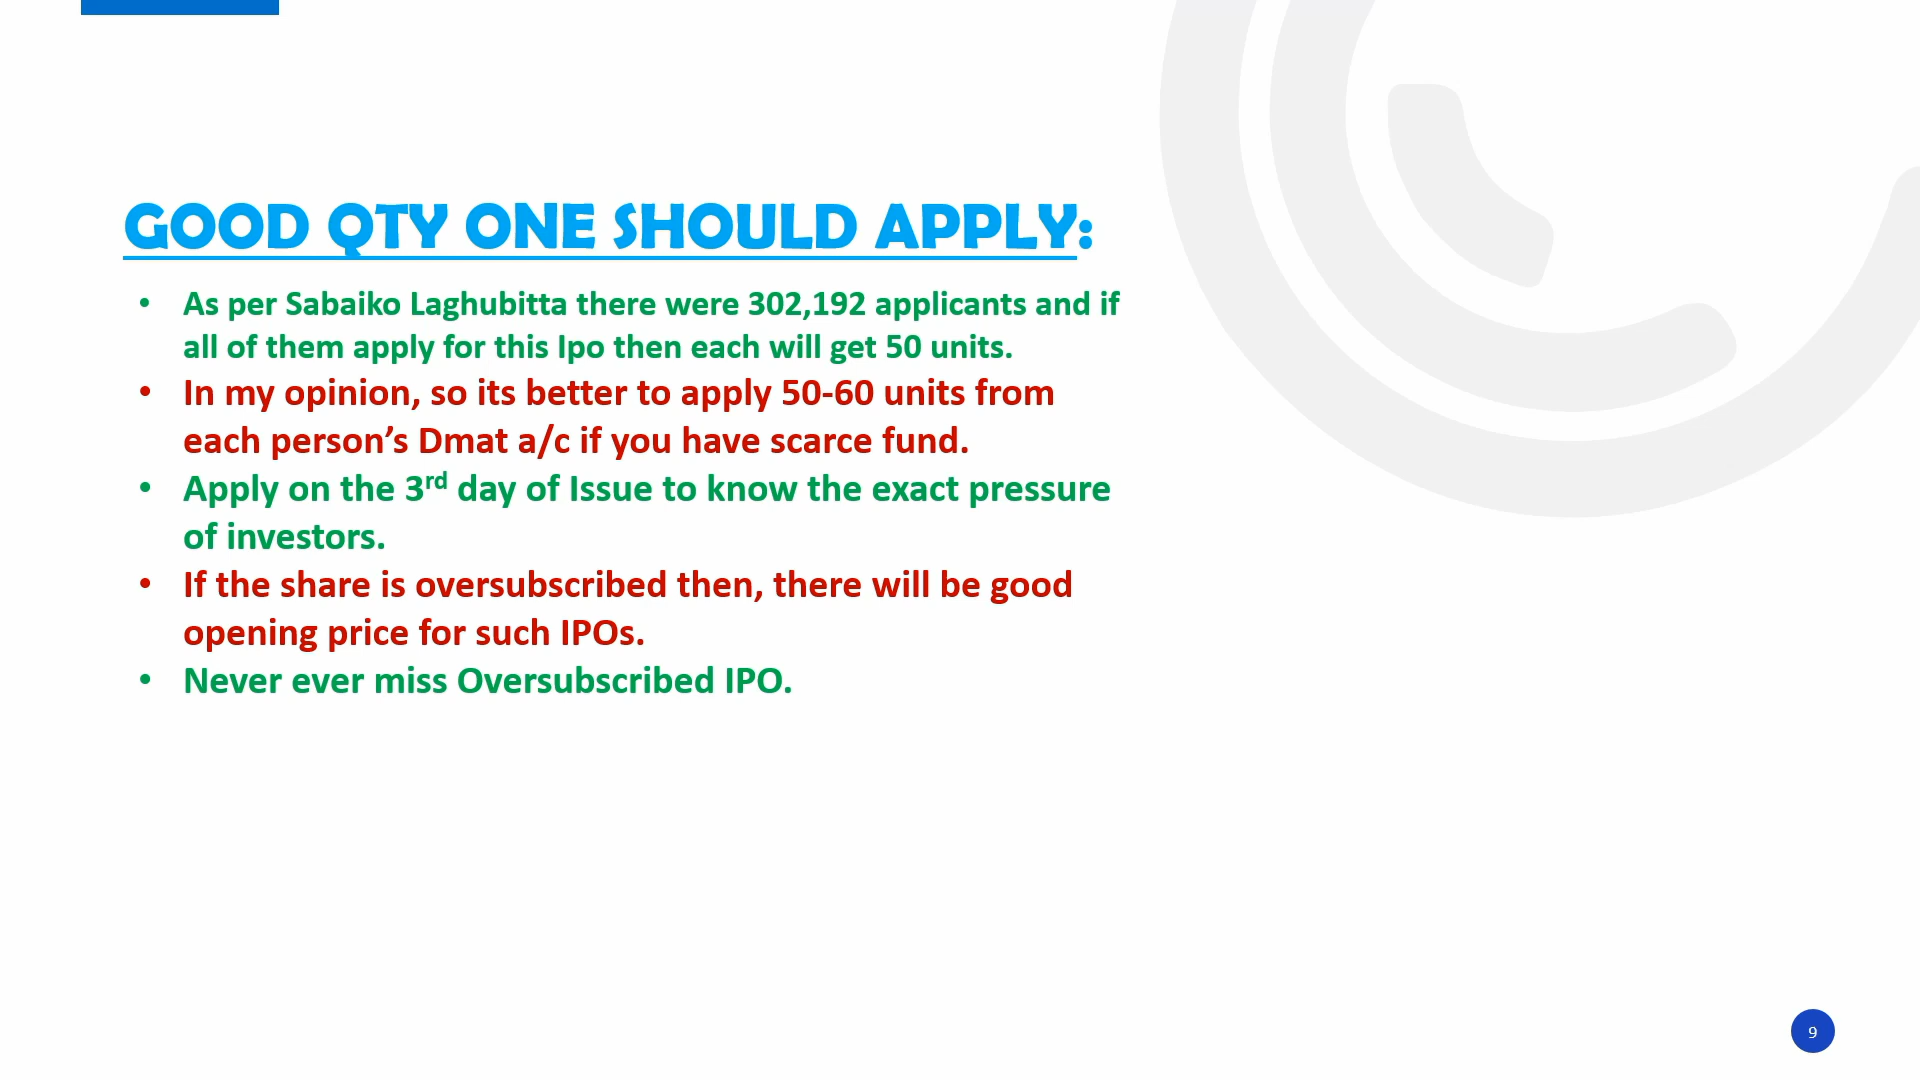 GOOD QTY ONE SHOULD APPLY:
• As per Sabaiko Laghubitta there were 302,192 applicants and if
all of them apply for this Ipo then each will get 50 units.
• In my opinion, so its better to apply 50-60 units from
each person’s Dmat a/c if you have scarce fund.
• Apply on the 3rd day of Issue to know the exact pressure
of investors.
• If the share is oversubscribed then, there will be good
opening price for such IPOs.
• Never ever miss Oversubscribed IPO.
9